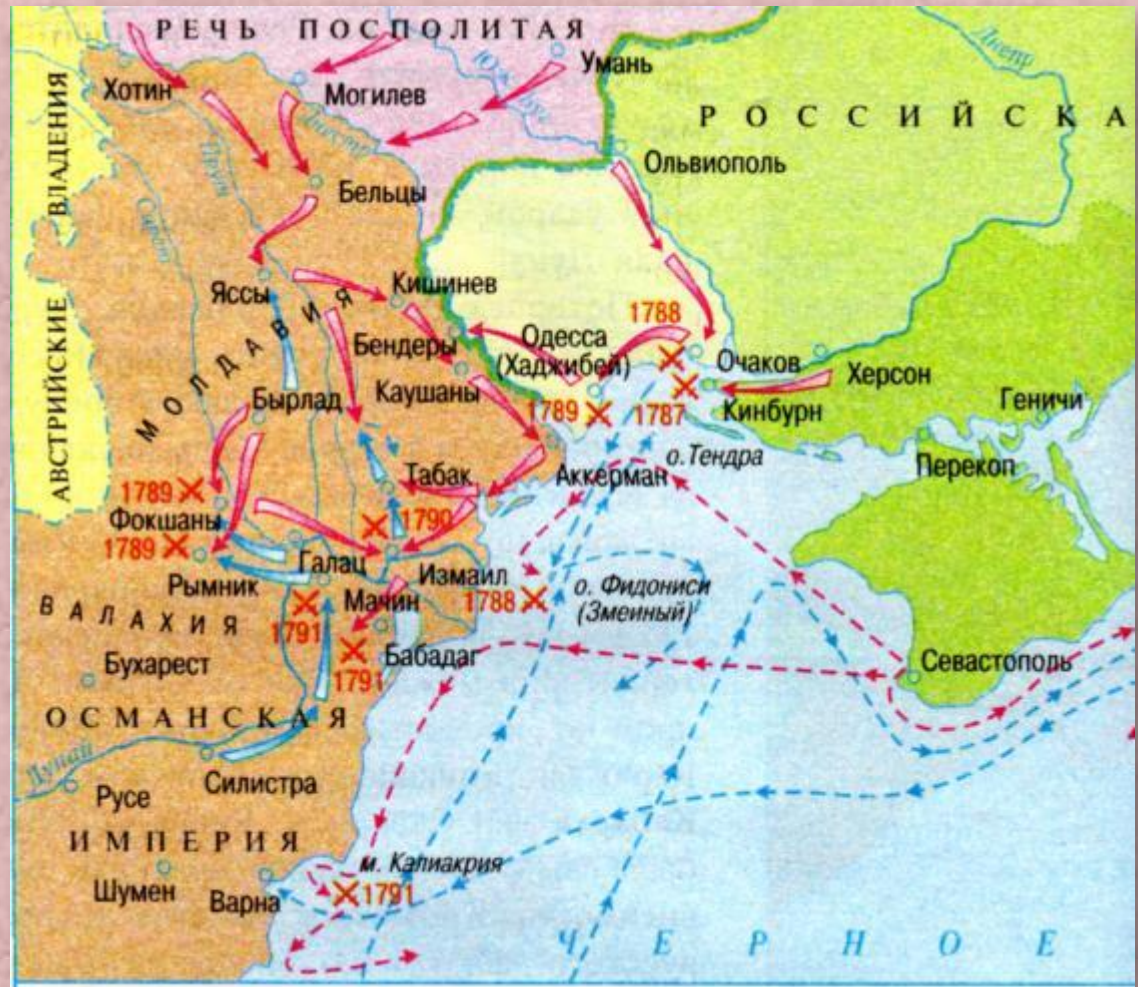 РЕЧЬ ПОСПОЛИТАЯ
Умань
Днепр
Хотин
Могилев
Ю. Буг
Днестр
РОССИЙСКА
Ольвиополь
АВСТРИЙСКИЕ ВЛАДЕНИЯ
Прут
Сирет
Бельцы
Яссы
Кишинев
1788
МОЛДАВИЯ
Бендеры
Одесса
(Хаджибей)
Очаков
Херсон
Бырлад
Каушаны
1789
1787
Кинбурн
Геничи
Табак
Аккерман
о.Тендра
Перекоп
1789
Фокшаны
1790
1789
Галац
Измаил
Рымник
1788
о. Фидониси
(Змеиный)
ВАЛАХИЯ
1791
Мачин
Бухарест
1791
Бабадаг
Севастополь
ОСМАНСКАЯ
Дунай
Силистра
Русе
ИМПЕРИЯ
м. Калиакрия
Шумен
Варна
1791
ЧЕРНОЕ